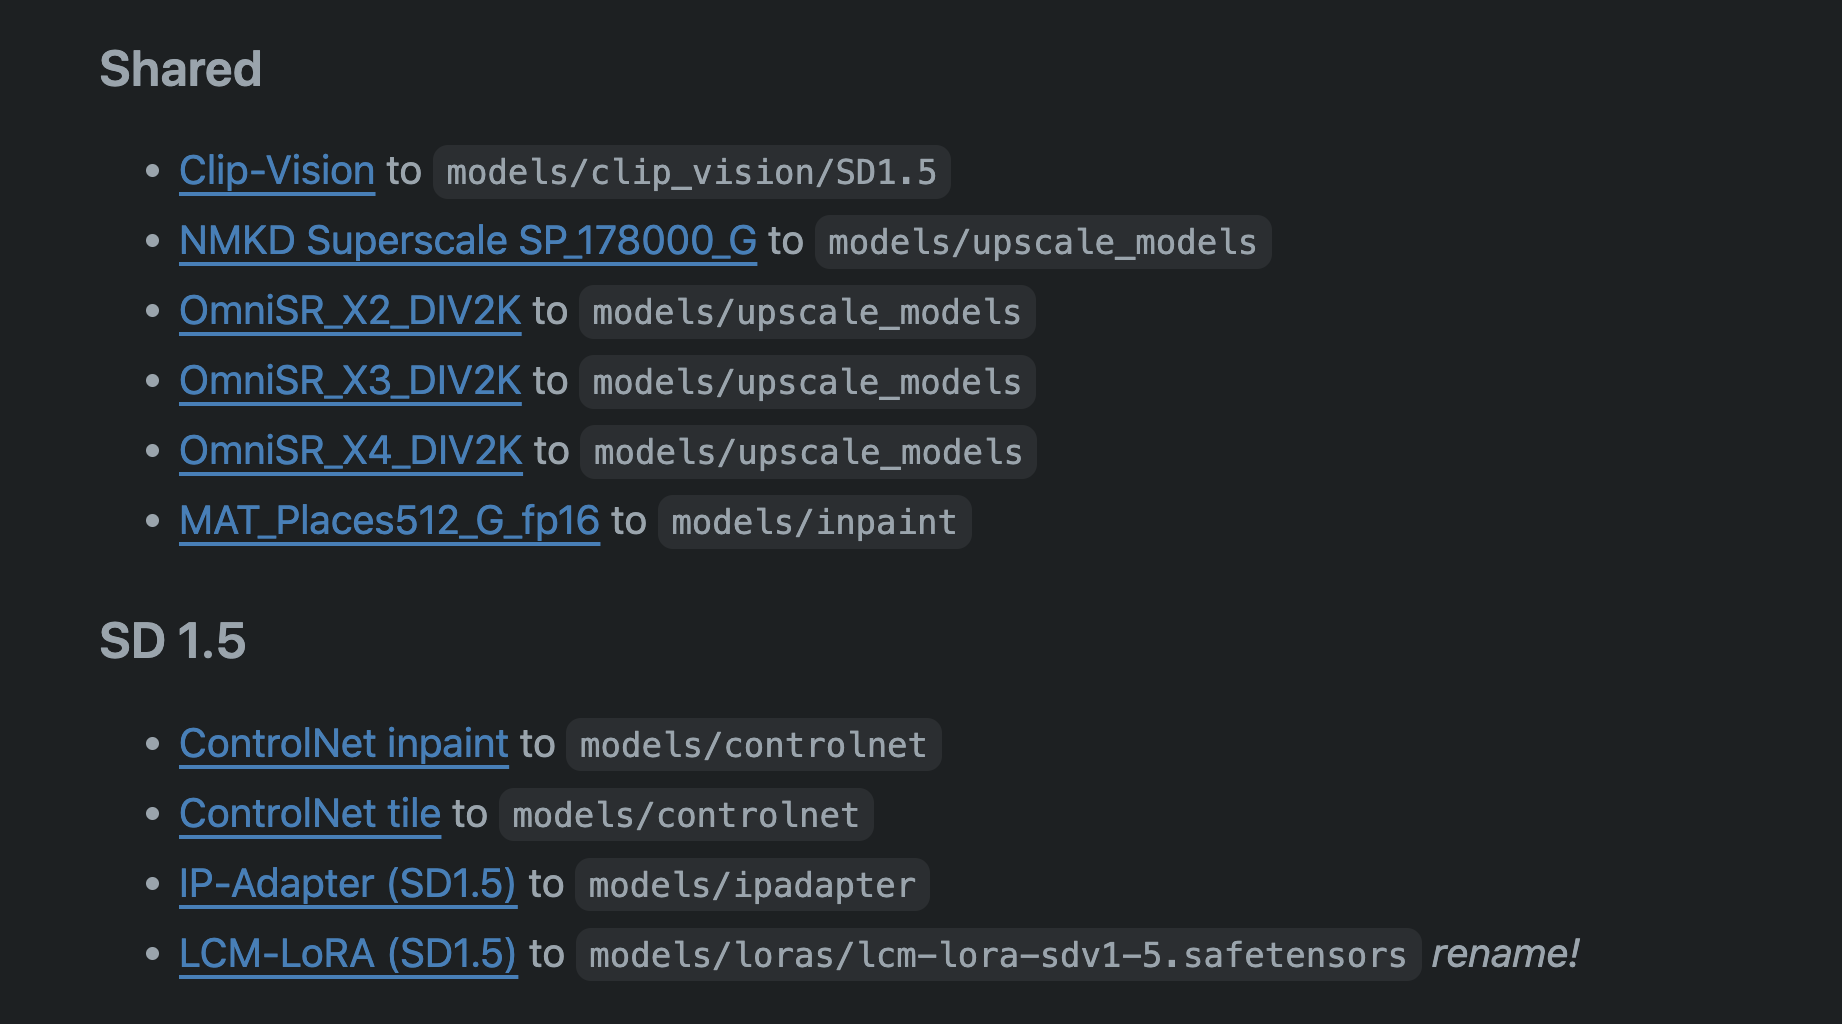 Shared
• Clip-Vision to models/clip_vision/SD1.5
• NMKD Superscale SP_178000_G to models/upscale_models
• OmniSR_X2_DIV2K to models/upscale_models
• OmniSR_X3_DIV2K to models/upscale_models
• OmniSR_X4_DIV2K to models/upscale_models
• MAT_Places512_G_fp16 to models/inpaint
SD 1.5
• ControlNet inpaint to models/controlnet
• ControlNet tile to models/controlnet
• IP-Adapter (SD1.5) to models/ipadapter
• LCM-LoRA (SD1.5) to models/loras/lcm-lora-sdv1-5.safetensors rename!